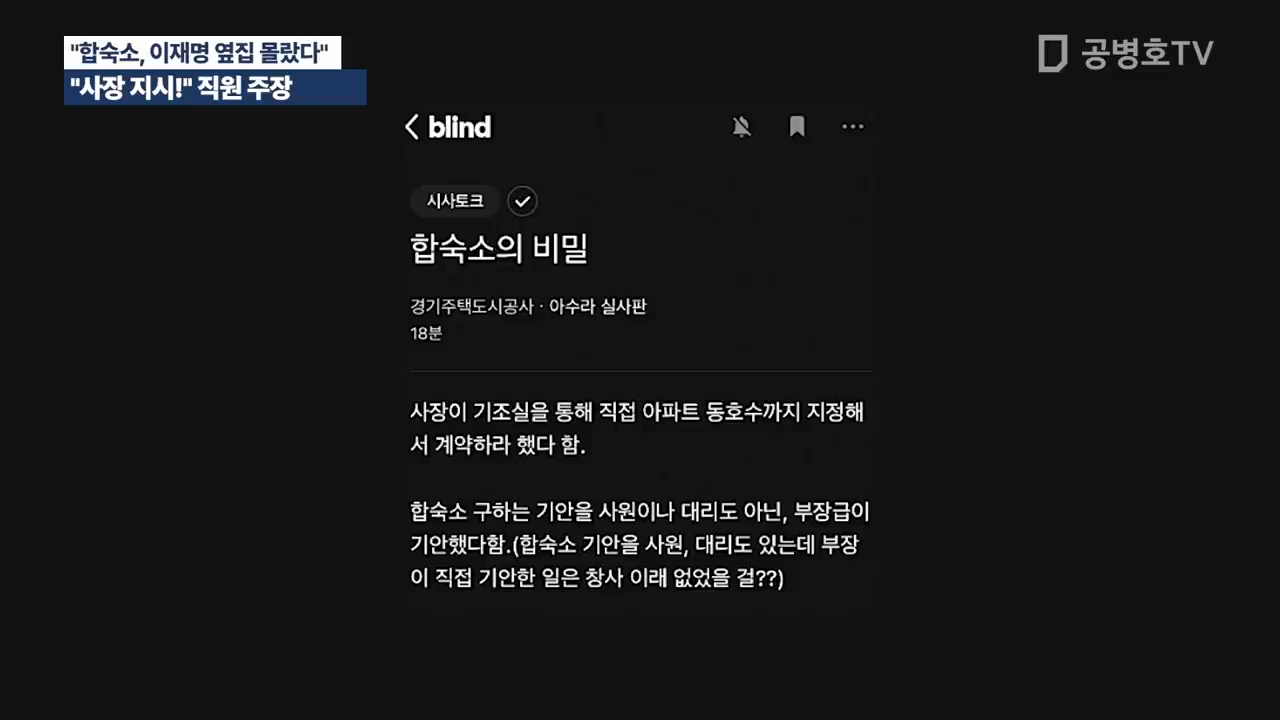 "합숙소, 이재명 옆집 몰랐다"
"사장 지시!" 직원 주장
공병호TV
blind
시사토크
합숙소의 비밀
경기주택도시공사 · 아수라 실사판
18분
사장이 기조실을 통해 직접 아파트 동호수까지 지정해
서 계약하라 했다 함.
합숙소 구하는 기안을 사원이나 대리도 아닌, 부장급이
기안했다함.(합숙소 기안을 사원, 대리도 있는데 부장
이 직접 기안한 일은 창사 이래 없었을 걸??)